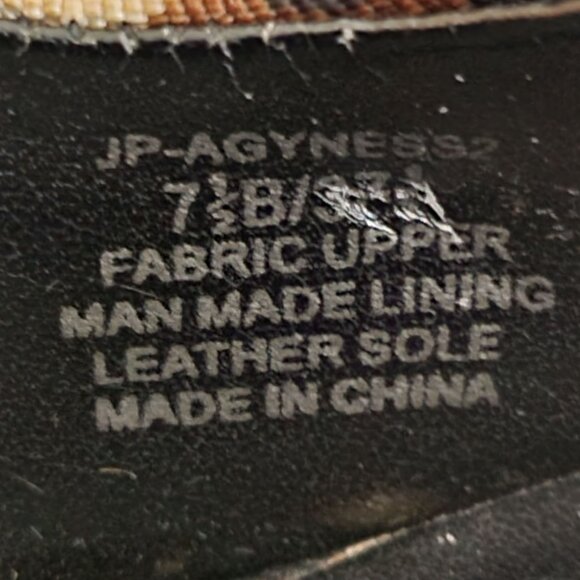 JP-AGYNESS2
7½B/
FABRIC UPPER
MAN MADE LINING
LEATHER SOLE
MADE IN CHINA